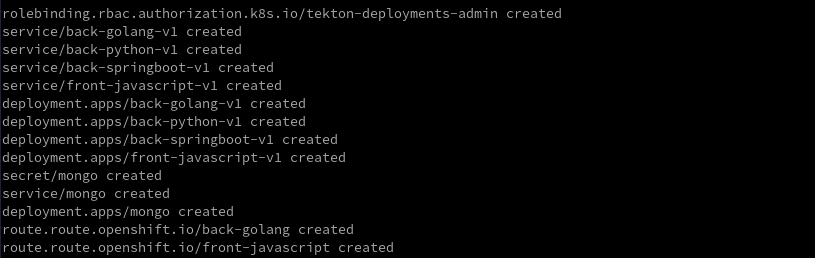 rolebinding.rbac.authorization.k8s.io/tekton-deployments-admin created
service/back-golang-v1 created
service/back-python-v1 created
service/back-springboot-v1 created
service/front-javascript-v1 created
deployment.apps/back-golang-v1 created
deployment.apps/back-python-v1 created
deployment.apps/back-springboot-v1 created
deployment.apps/front-javascript-v1 created
secret/mongo created
service/mongo created
deployment.apps/mongo created
route.route.openshift.io/back-golang created
route.route.openshift.io/front-javascript created